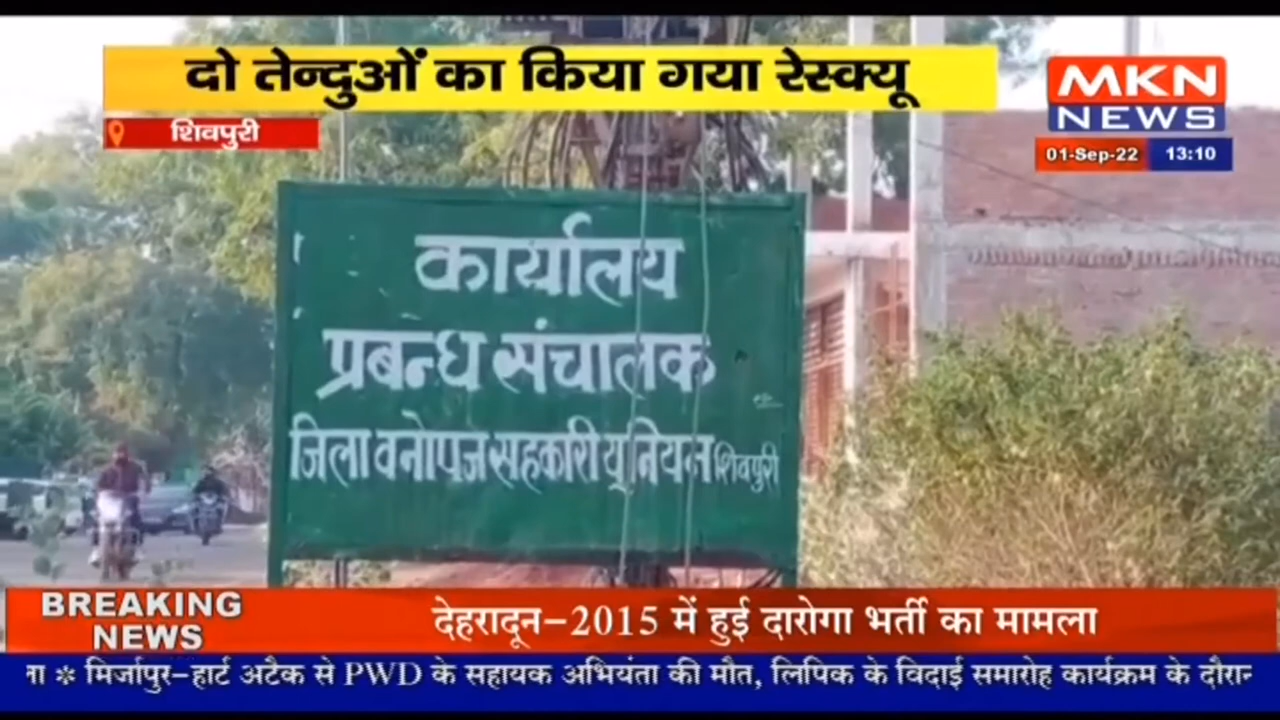 दो तेन्दुओं का किया गया रेस्क्यू
शिवपुरी
MKN
NEWS
01-Sep-22 13:10
कार्यालय
प्रबन्ध संचालक
जिला वनोपज सहकारी यूनियन शिवपुरी
BREAKING
NEWS
देहरादून-2015 में हुई दारोगा भर्ती का मामला
* मिर्जापुर-हार्ट अटैक से PWD के सहायक अभियंता की मौत, लिपिक के विदाई समारोह कार्यक्रम के दौरान